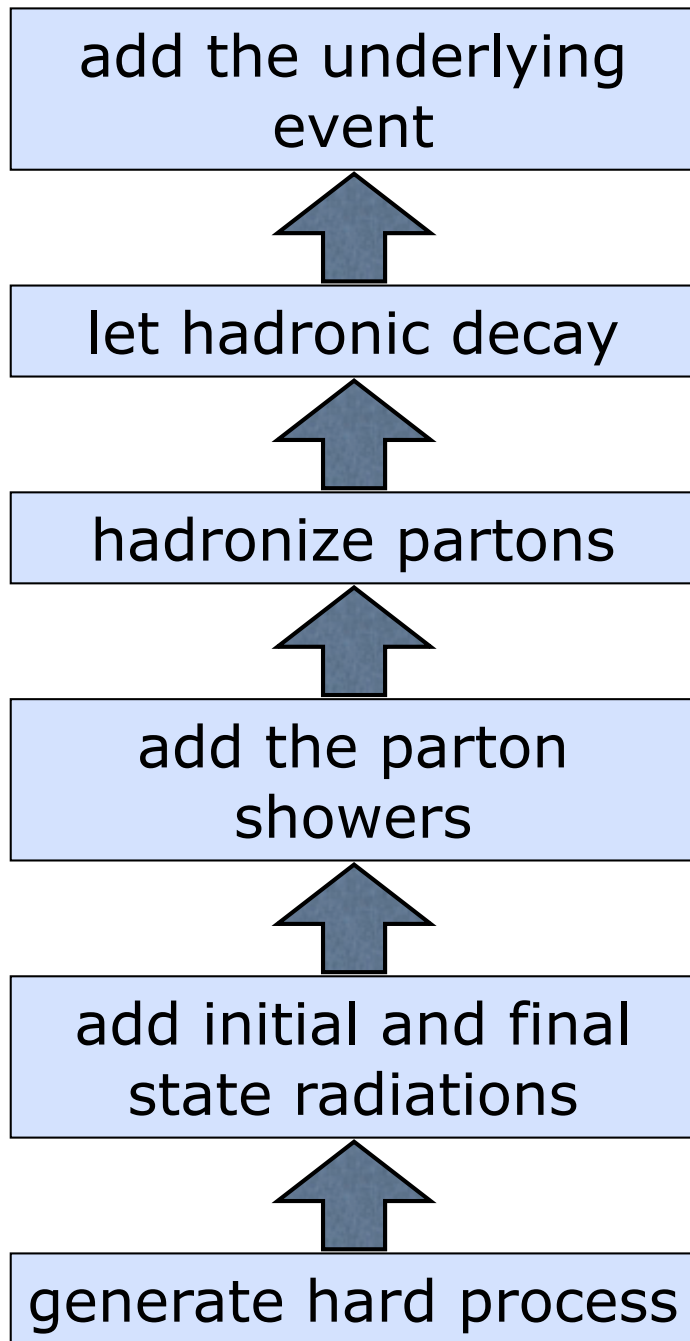 add the underlying
event
let hadronic decay
hadronize partons
add the parton
showers
add initial and final
state radiations
generate hard process